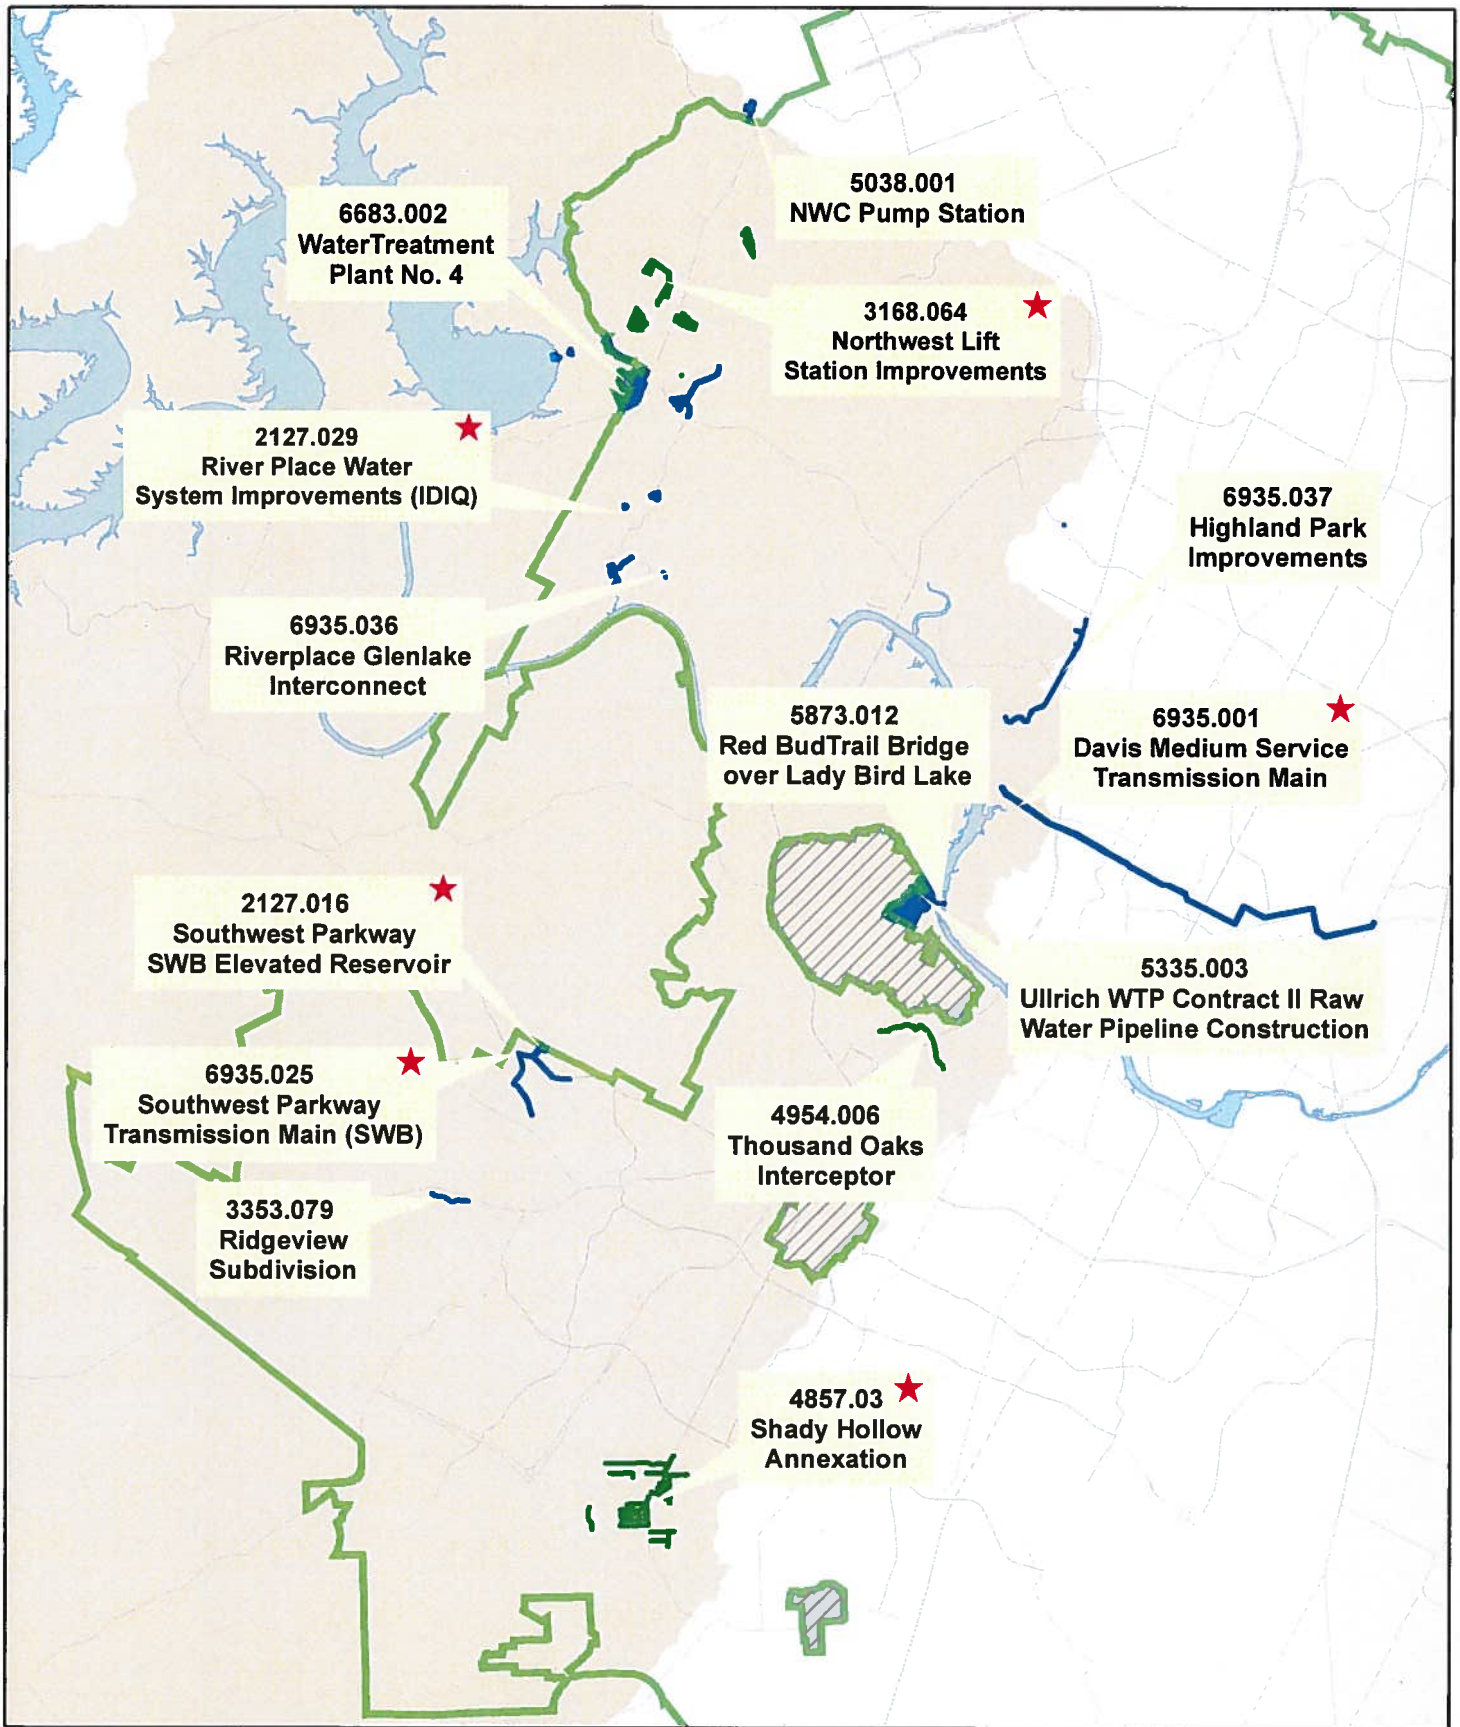 5038.001
NWC Pump Station
6683.002
WaterTreatment
Plant No. 4
3168.064
Northwest Lift
Station Improvements
2127.029
River Place Water
System Improvements (IDIQ)
6935.037
Highland Park
Improvements
6935.036
Riverplace Glenlake
Interconnect
5873.012
Red BudTrail Bridge
over Lady Bird Lake
6935.001
Davis Medium Service
Transmission Main
2127.016
Southwest Parkway
SWB Elevated Reservoir
5335.003
Ullrich WTP Contract II Raw
Water Pipeline Construction
6935.025
Southwest Parkway
Transmission Main (SWB)
4954.006
Thousand Oaks
Interceptor
3353.079
Ridgeview
Subdivision
4857.03
Shady Hollow
Annexation